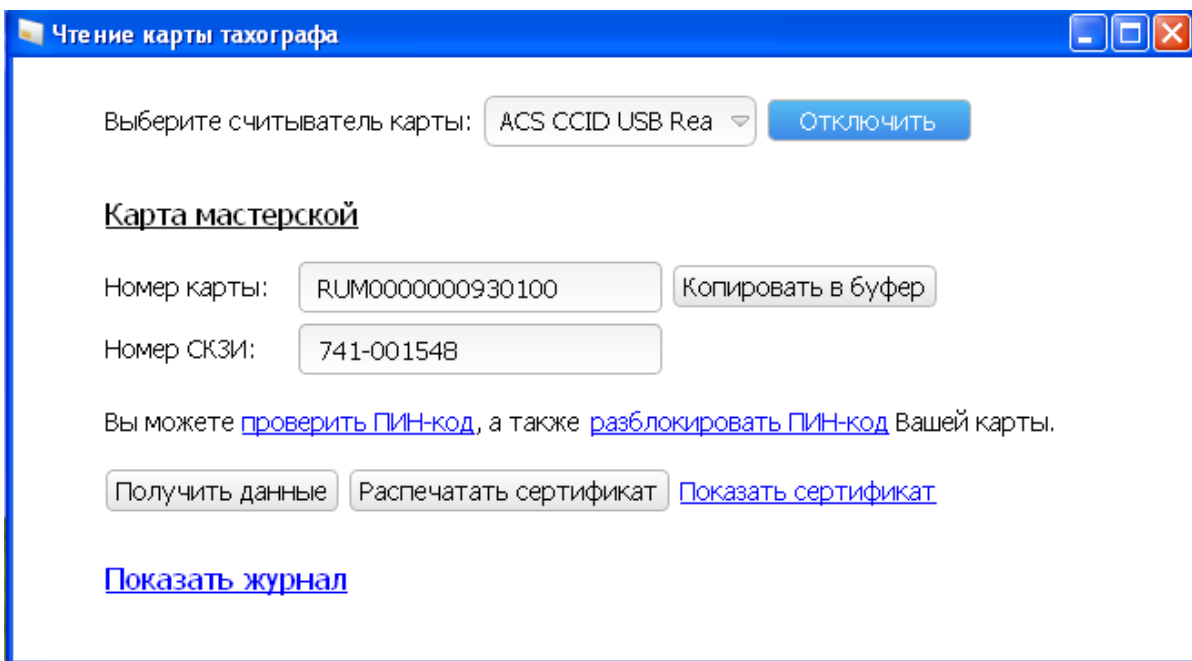 Чтение карты тахографа
Выберите считыватель карты: ACS CCID USB Rea Отключить
Карта мастерской
Номер карты: RUM0000000930100 Копировать в буфер
Номер СКЗИ: 741-001548
Вы можете проверить ПИН-код, а также разблокировать ПИН-код Вашей карты.
Получить данные Распечатать сертификат Показать сертификат
Показать журнал